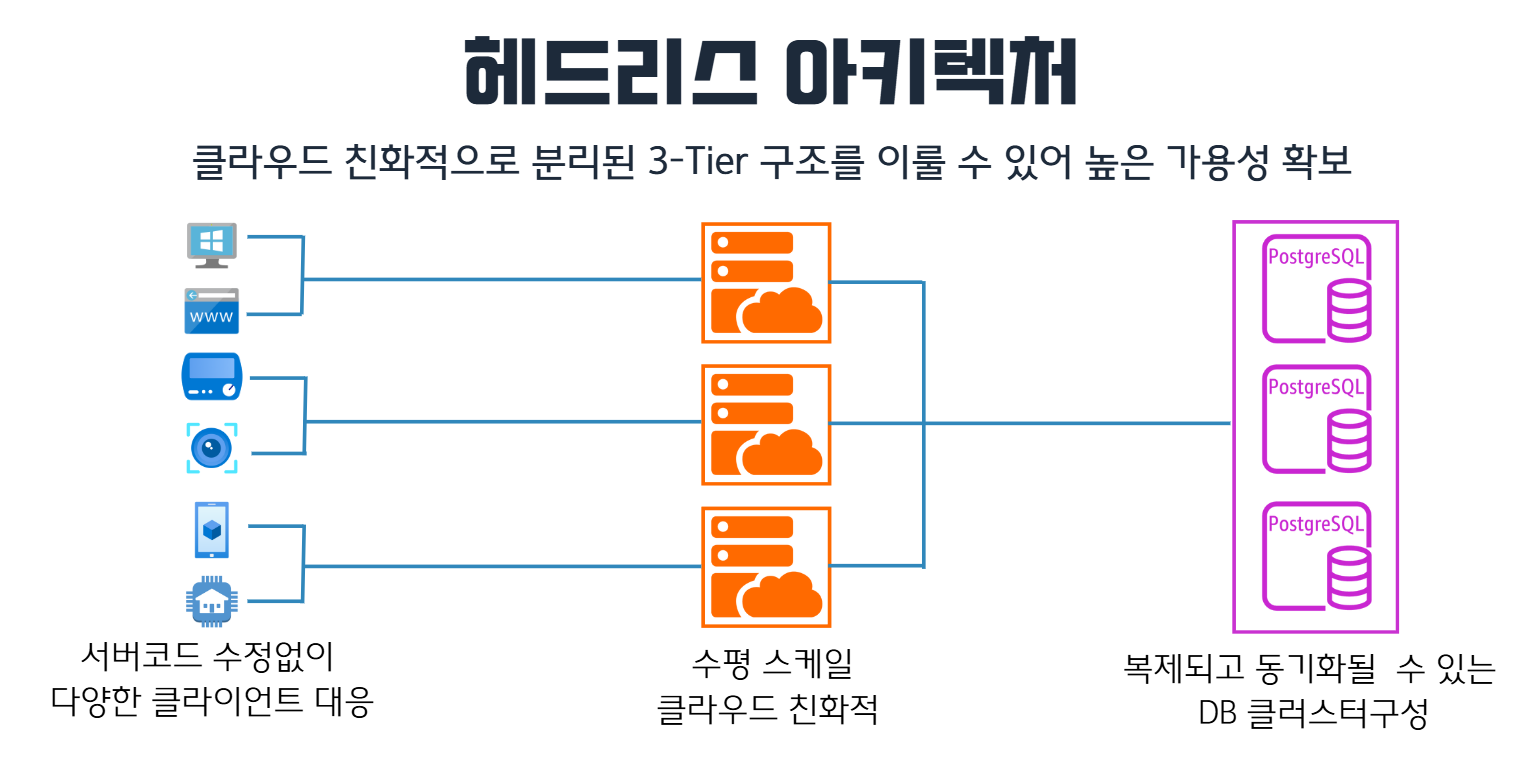 헤드리스 아키텍처
클라우드 친화적으로 분리된 3-Tier 구조를 이룰 수 있어 높은 가용성 확보
WWW
PostgreSQL
PostgreSQL
PostgreSQL
서버코드 수정없이
다양한 클라이언트 대응
수평 스케일
클라우드 친화적
복제되고 동기화될 수 있는
DB 클러스터구성